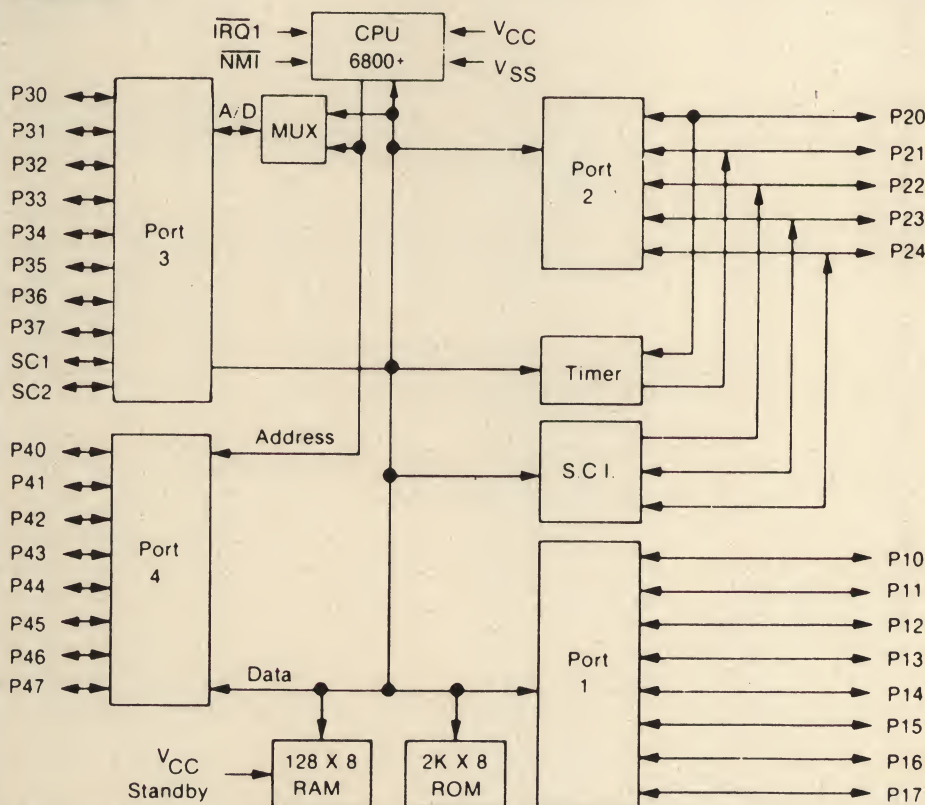 IRQ1
NMI
CPU
6800+
VCC
VSS
P30
P31
P32
P33
P34
P35
P36
P37
SC1
SC2
Port
3
A/D
MUX
Port
2
P20
P21
P22
P23
P24
Timer
S.C.I.
Address
P40
P41
P42
P43
P44
P45
P46
P47
Port
4
Data
Port
1
P10
P11
P12
P13
P14
P15
P16
P17
VCC
Standby
128 X 8
RAM
2K X 8
ROM